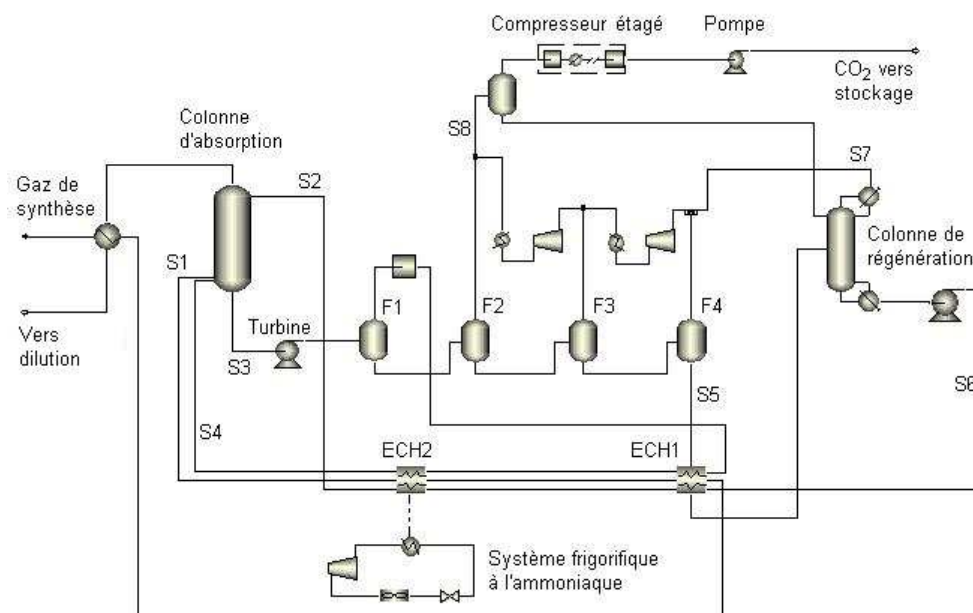 Compresseur étagé
Pompe
CO2 vers
stockage
Colonne
d'absorption
S8
S7
Gaz de
synthèse
S2
Colonne de
régénération
S1
F1
F2
F3
F4
Turbine
Vers
dilution
S3
S5
S6
S4
ECH2
ECH1
Système frigorifique
à l'ammoniaque